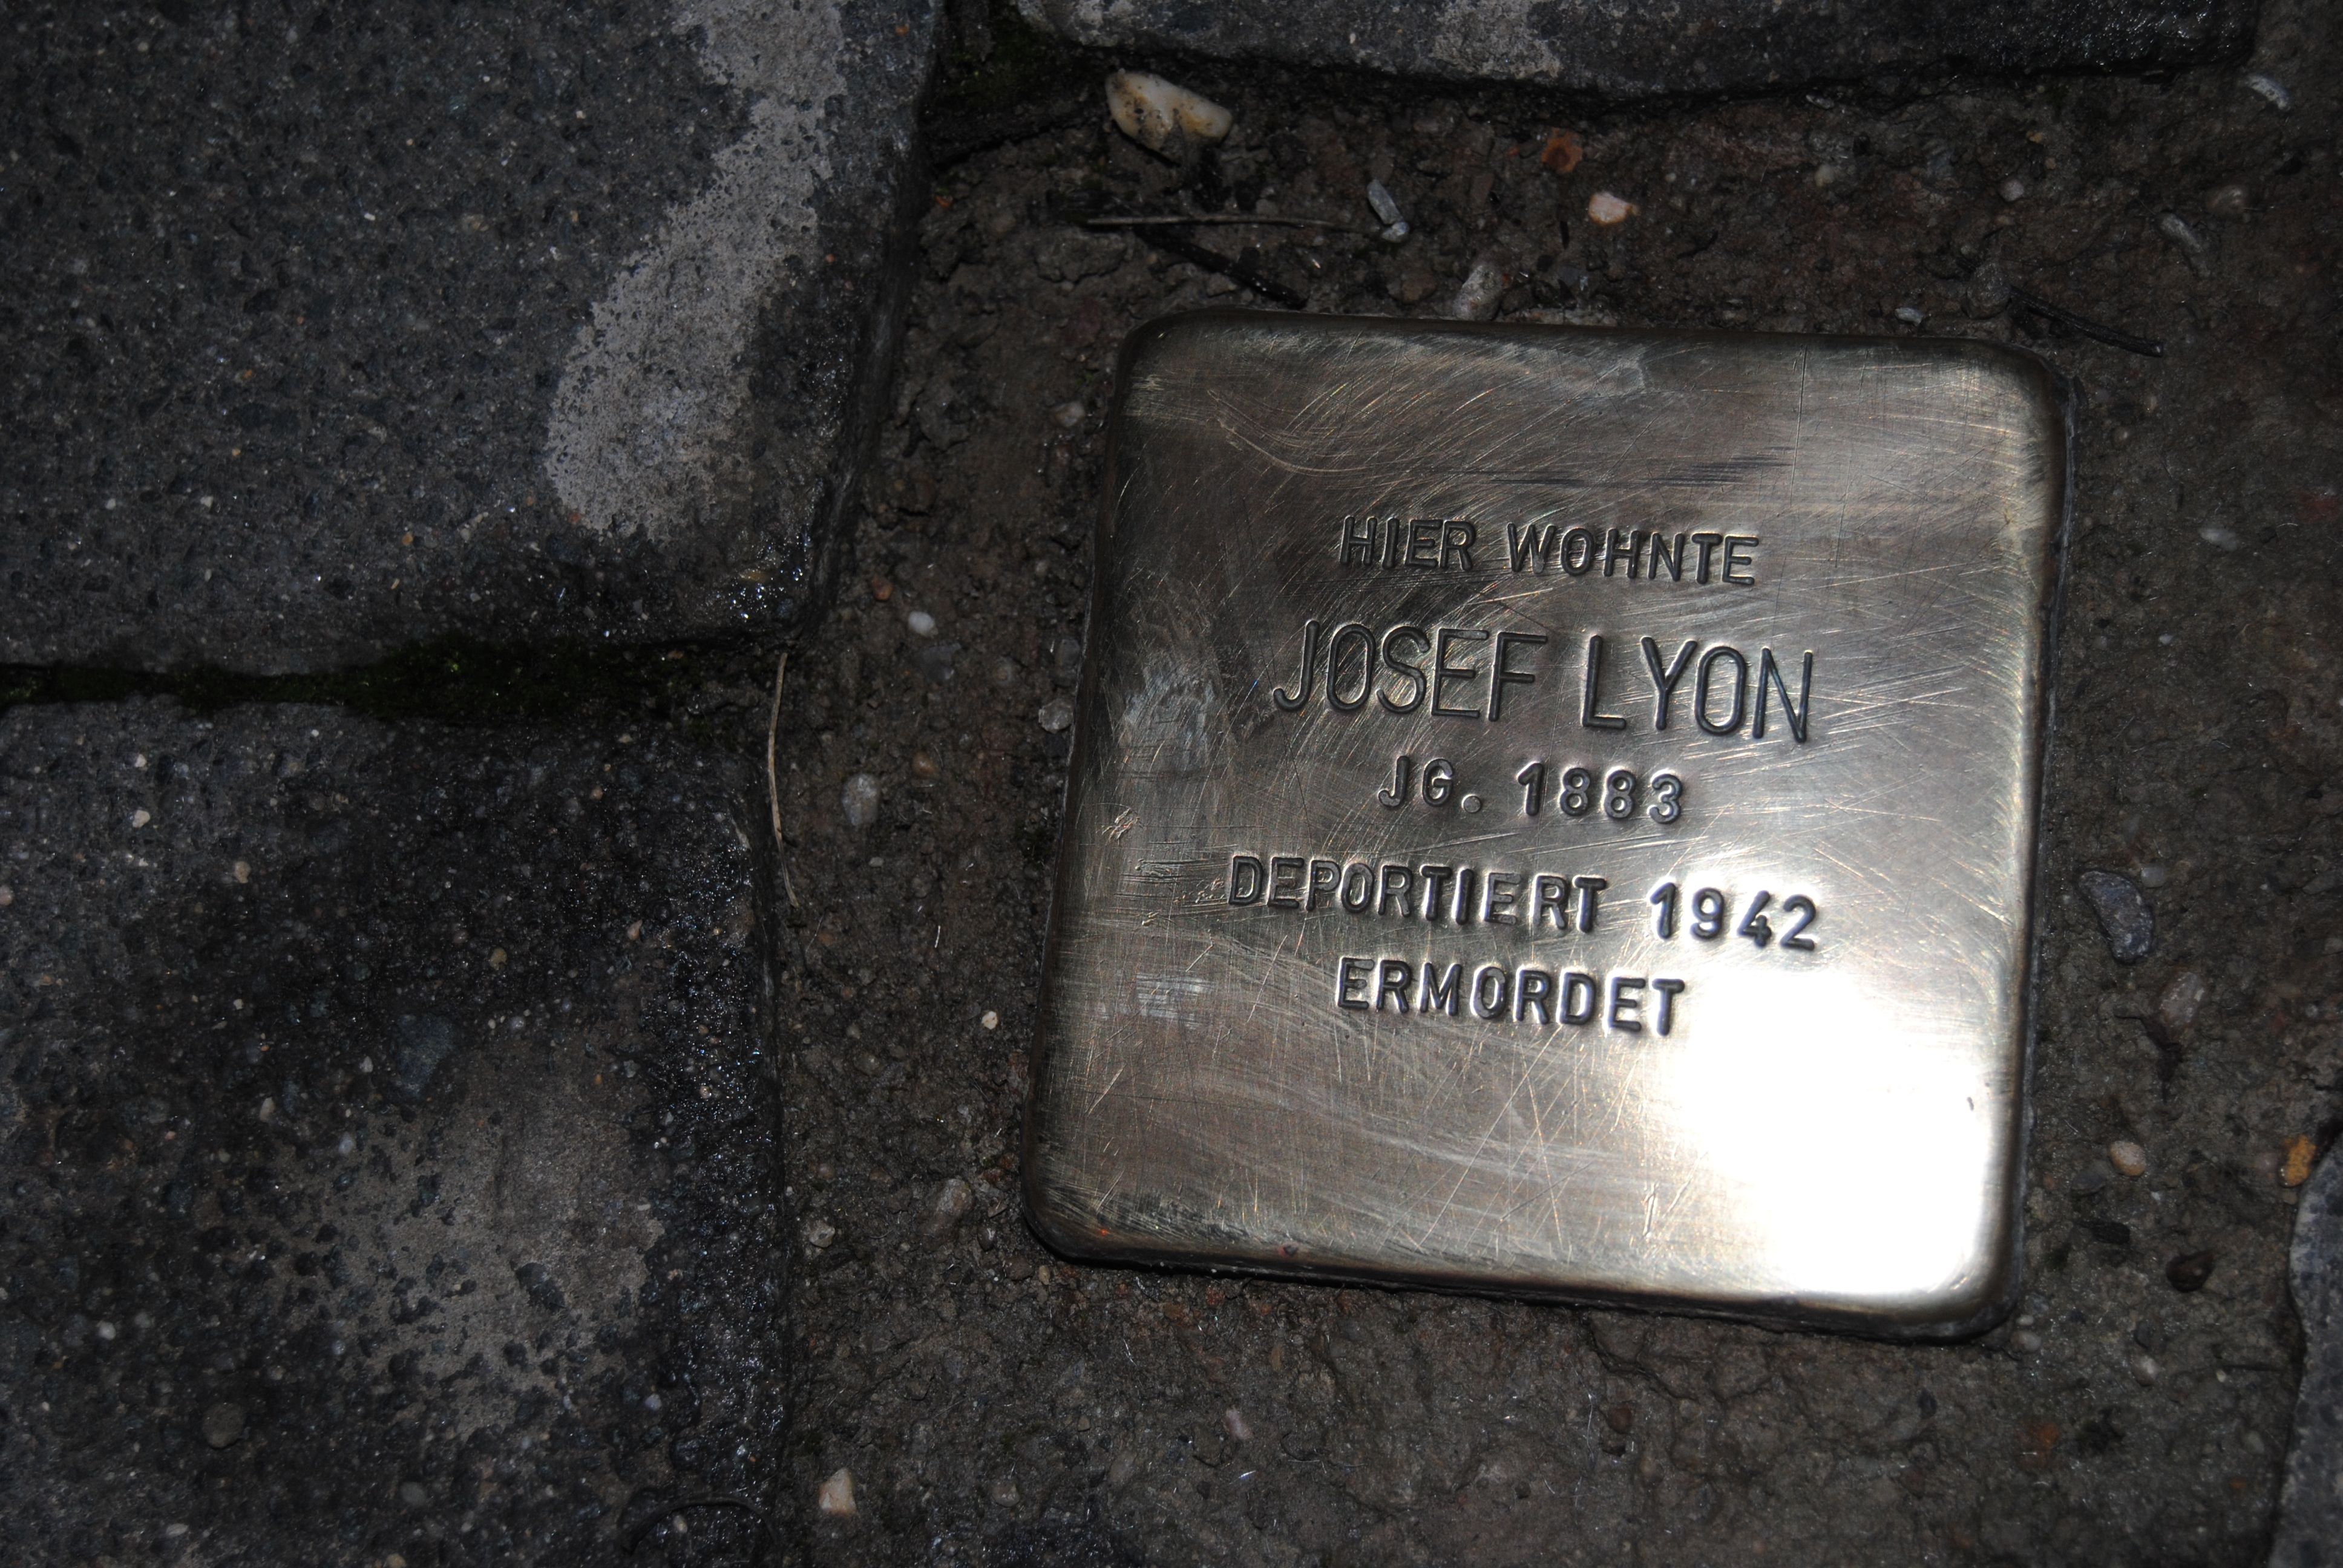 HIER WOHNTE
JOSEF LYON
JG. 1883
DEPORTIERT 1942
ERMORDET